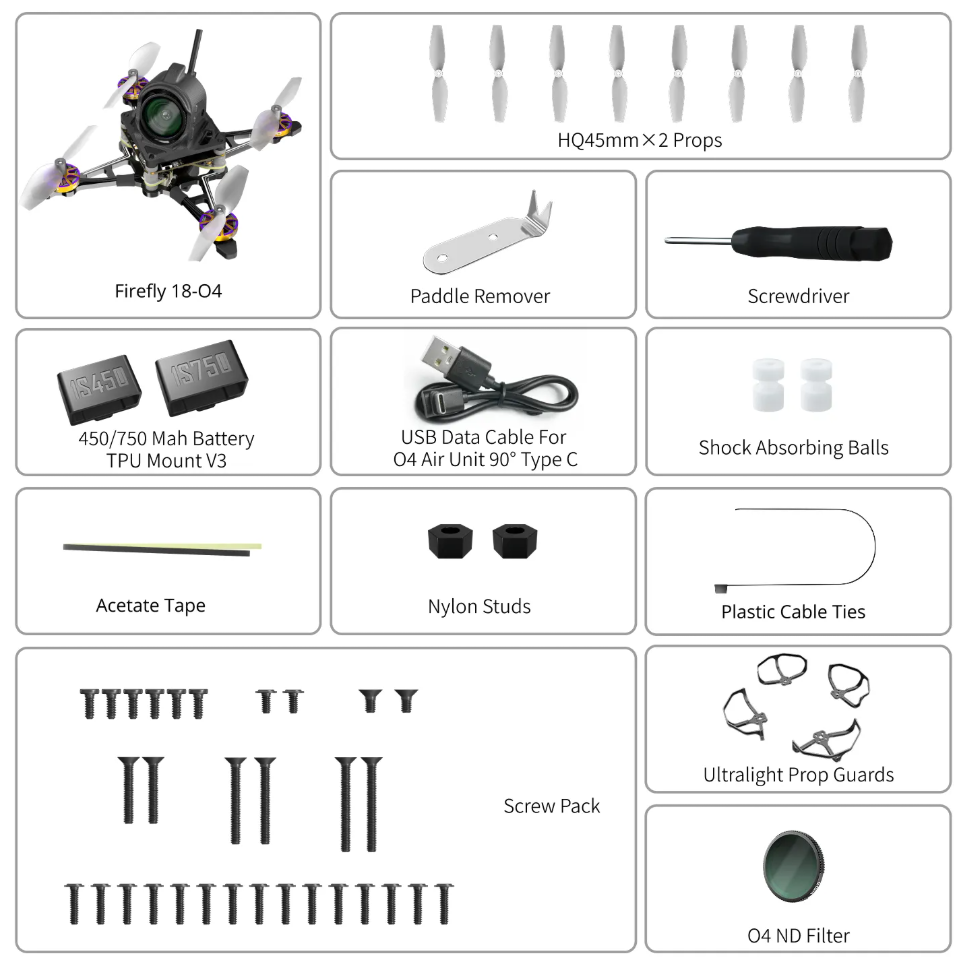 Firefly 18-O4
HQ45mm×2 Props
Paddle Remover
Screwdriver
1S450
1S750
450/750 Mah Battery
TPU Mount V3
USB Data Cable For
O4 Air Unit 90° Type C
Shock Absorbing Balls
Acetate Tape
Nylon Studs
Plastic Cable Ties
Screw Pack
Ultralight Prop Guards
O4 ND Filter